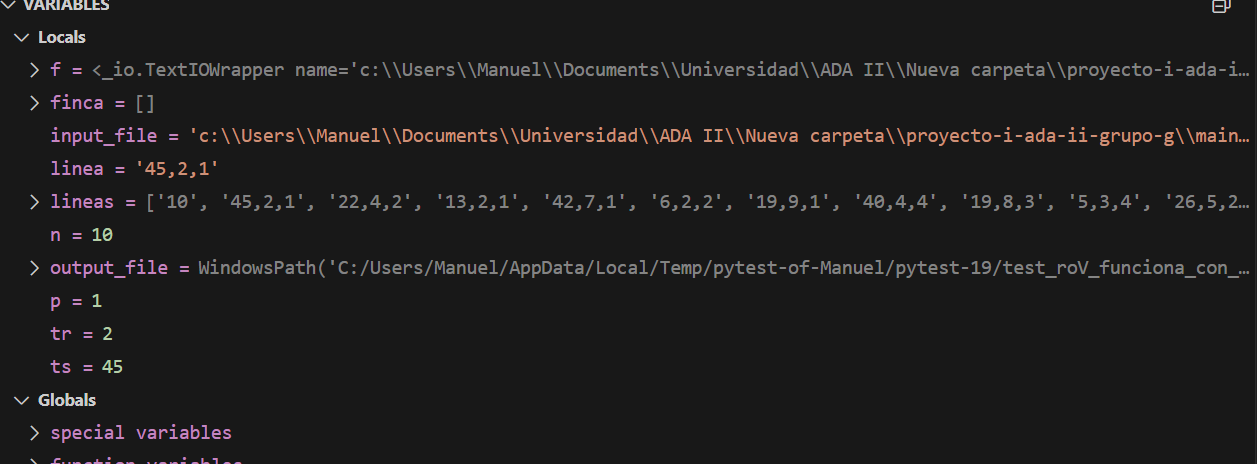 VARIABLES
Locals
f = <_io.TextIOWrapper name='c:\\Users\\Manuel\\Documents\\Universidad\\ADA II\\Nueva carpeta\\proyecto-i-ada-i…
finca = []
input_file = 'c:\\Users\\Manuel\\Documents\\Universidad\\ADA II\\Nueva carpeta\\proyecto-i-ada-ii-grupo-g\\main…
linea = '45,2,1'
lineas = ['10', '45,2,1', '22,4,2', '13,2,1', '42,7,1', '6,2,2', '19,9,1', '40,4,4', '19,8,3', '5,3,4', '26,5,2…
n = 10
output_file = WindowsPath('C:/Users/Manuel/AppData/Local/Temp/pytest-of-Manuel/pytest-19/test_roV_funciona_con_…
p = 1
tr = 2
ts = 45
Globals
special variables
function variables